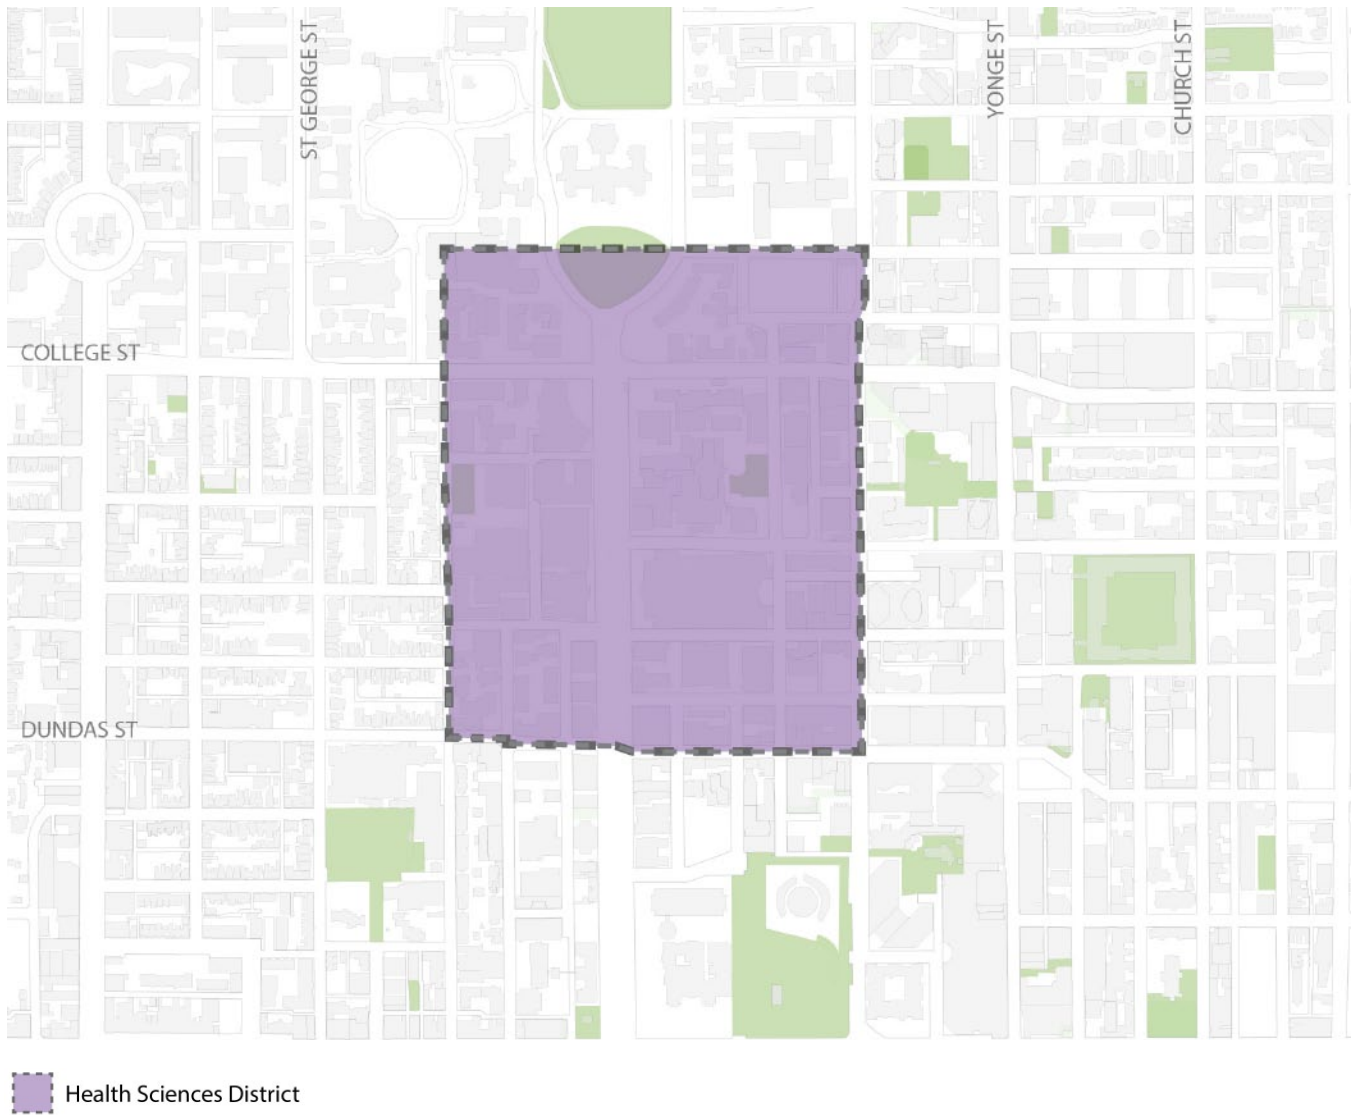 ST GEORGE ST
YONGE ST
CHURCH ST
COLLEGE ST
DUNDAS ST
Health Sciences District